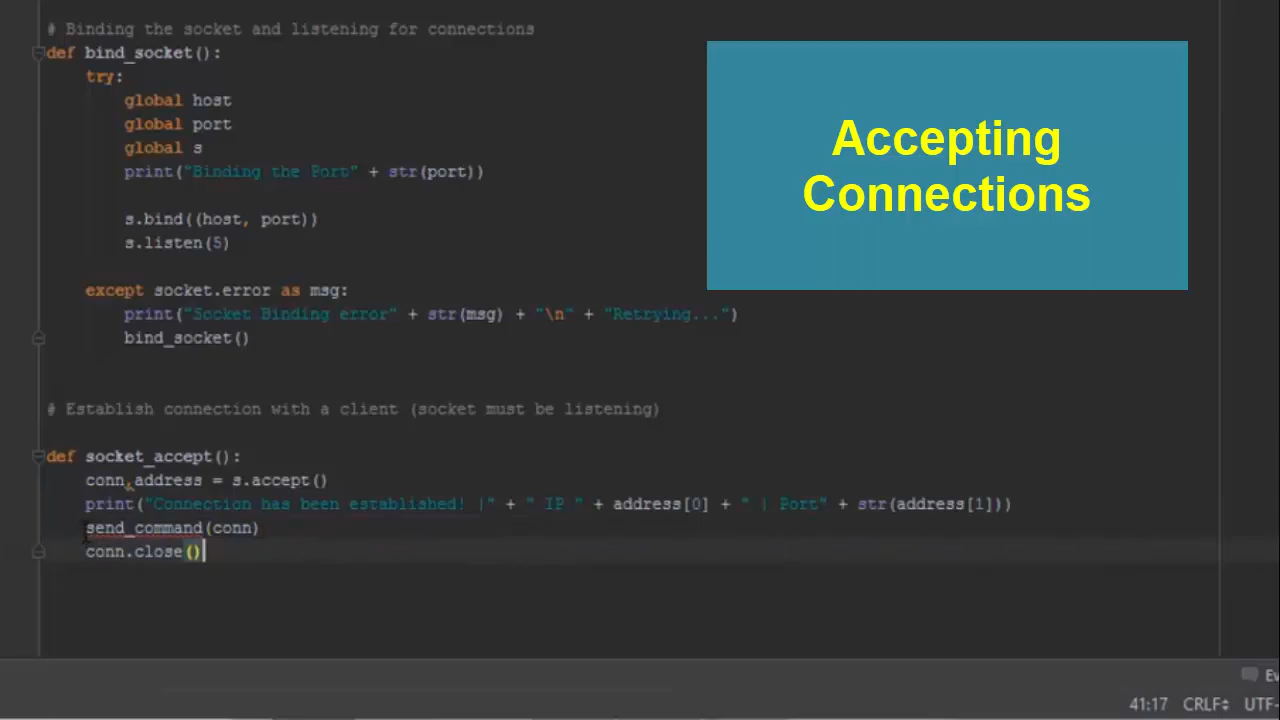 # Binding the socket and listening for connections
def bind_socket():
try:
global host
global port
global s
print("Binding the Port" + str(port))
s.bind((host, port))
s.listen(5)
except socket.error as msg:
print("Socket Binding error" + str(msg) + "\n" + "Retrying...")
bind_socket()
# Establish connection with a client (socket must be listening)
def socket_accept():
conn,address = s.accept()
print("Connection has been established! |" + " IP " + address[0] + " | Port" + str(address[1]))
send_command(conn)
conn.close()
Accepting
Connections
41:17 CRLF UTF-